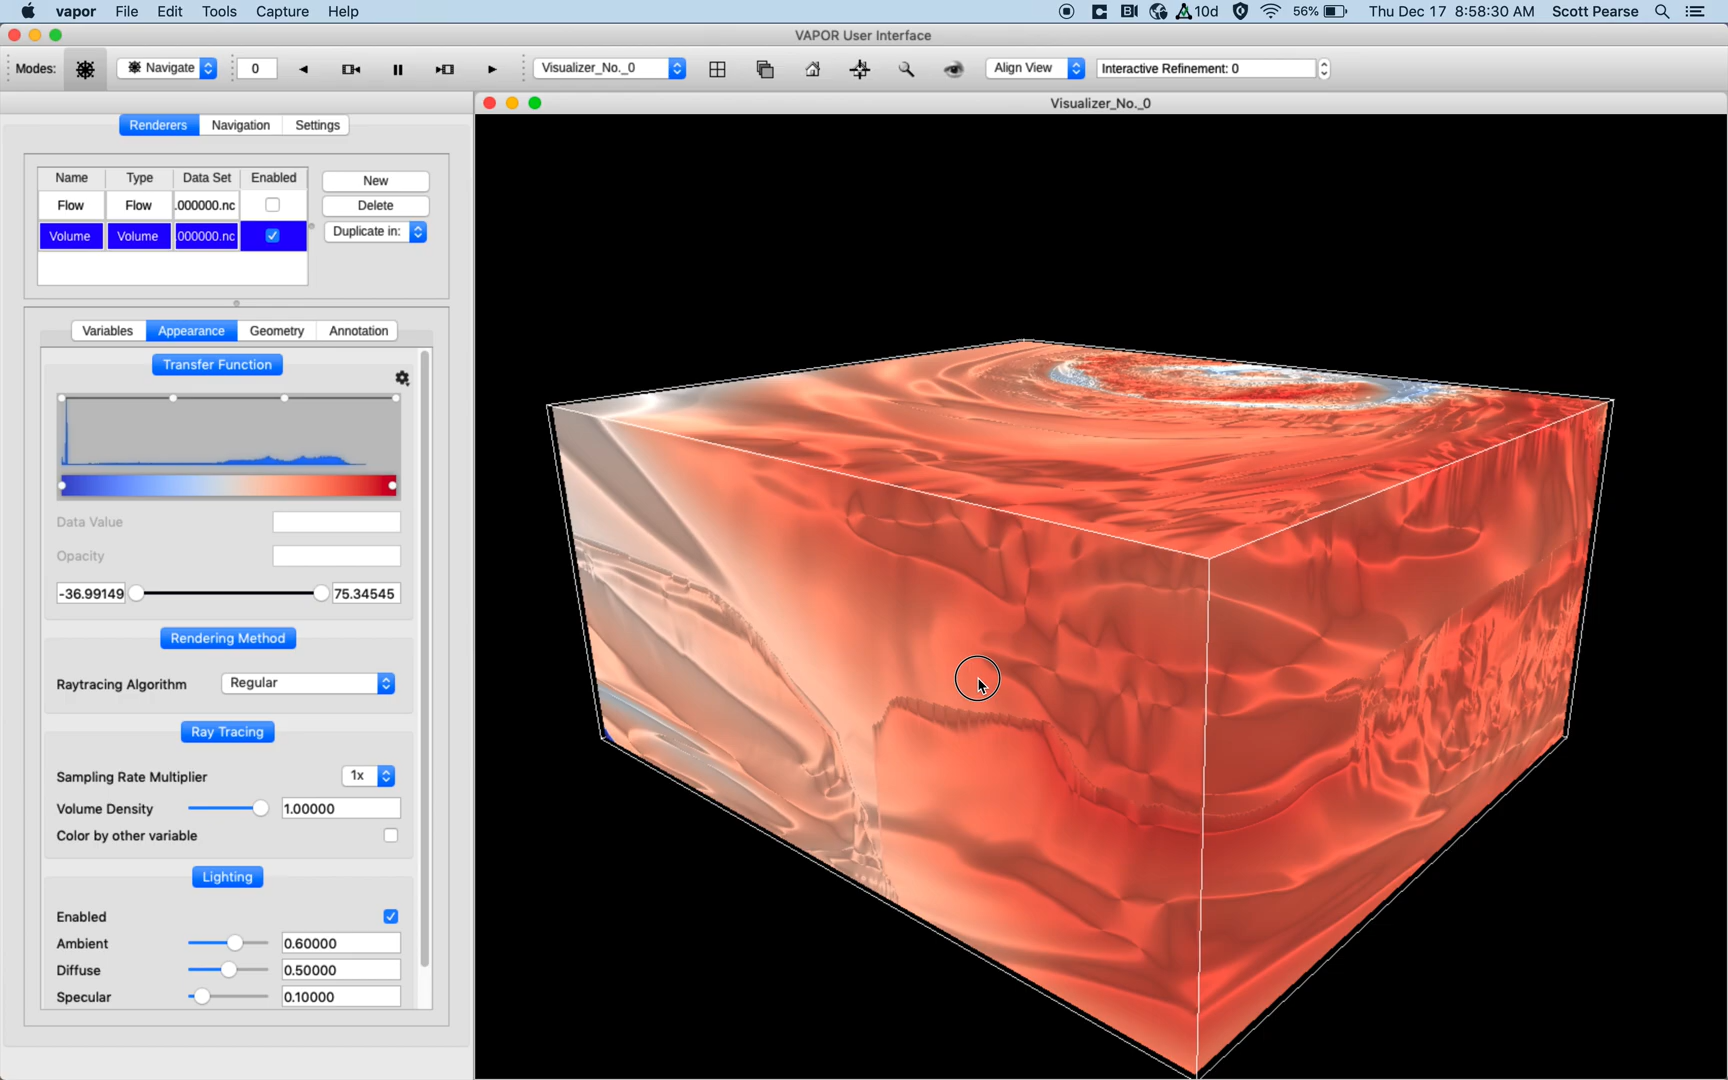 vapor File Edit Tools Capture Help 10d 56% Thu Dec 17 8:58:30 AM Scott Pearse
VAPOR User Interface
Modes: Navigate 0 Visualizer_No._0 Align View Interactive Refinement: 0
Visualizer_No._0
Renderers Navigation Settings
Name Type Data Set Enabled New
Flow Flow .000000.nc Delete
Volume Volume 000000.nc Duplicate in:
Variables Appearance Geometry Annotation
Transfer Function
Data Value
Opacity
-36.99149 75.34545
Rendering Method
Raytracing Algorithm Regular
Ray Tracing
Sampling Rate Multiplier 1x
Volume Density 1.00000
Color by other variable
Lighting
Enabled
Ambient 0.60000
Diffuse 0.50000
Specular 0.10000